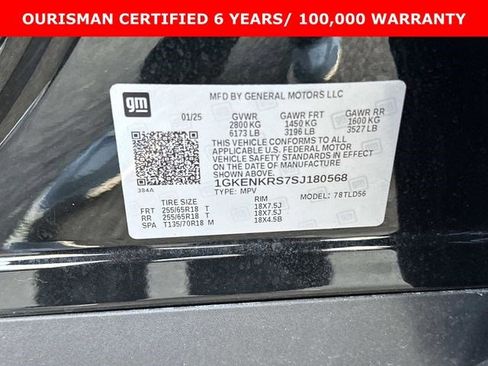 OURISMAN CERTIFIED 6 YEARS/ 100,000 WARRANTY
gm
MFD BY GENERAL MOTORS LLC
01/25 GVWR GAWR FRT GAWR RR
2800 KG 1450 KG 1600 KG
6173 LB 3196 LB 3527 LB
THIS VEHICLE CONFORMS TO ALL
APPLICABLE U.S. FEDERAL MOTOR
VEHICLE SAFETY STANDARDS IN
EFFECT ON THE DATE OF MANUFACTURE
SHOWN ABOVE.
1GKENKRS7SJ180568
TYPE: MPV MODEL: 78TLD56
384A
TIRE SIZE RIM
FRT 255/65R18 T 18X7.5J
RR 255/65R18 T 18X7.5J
SPA T135/70R18 M 18X4.5B